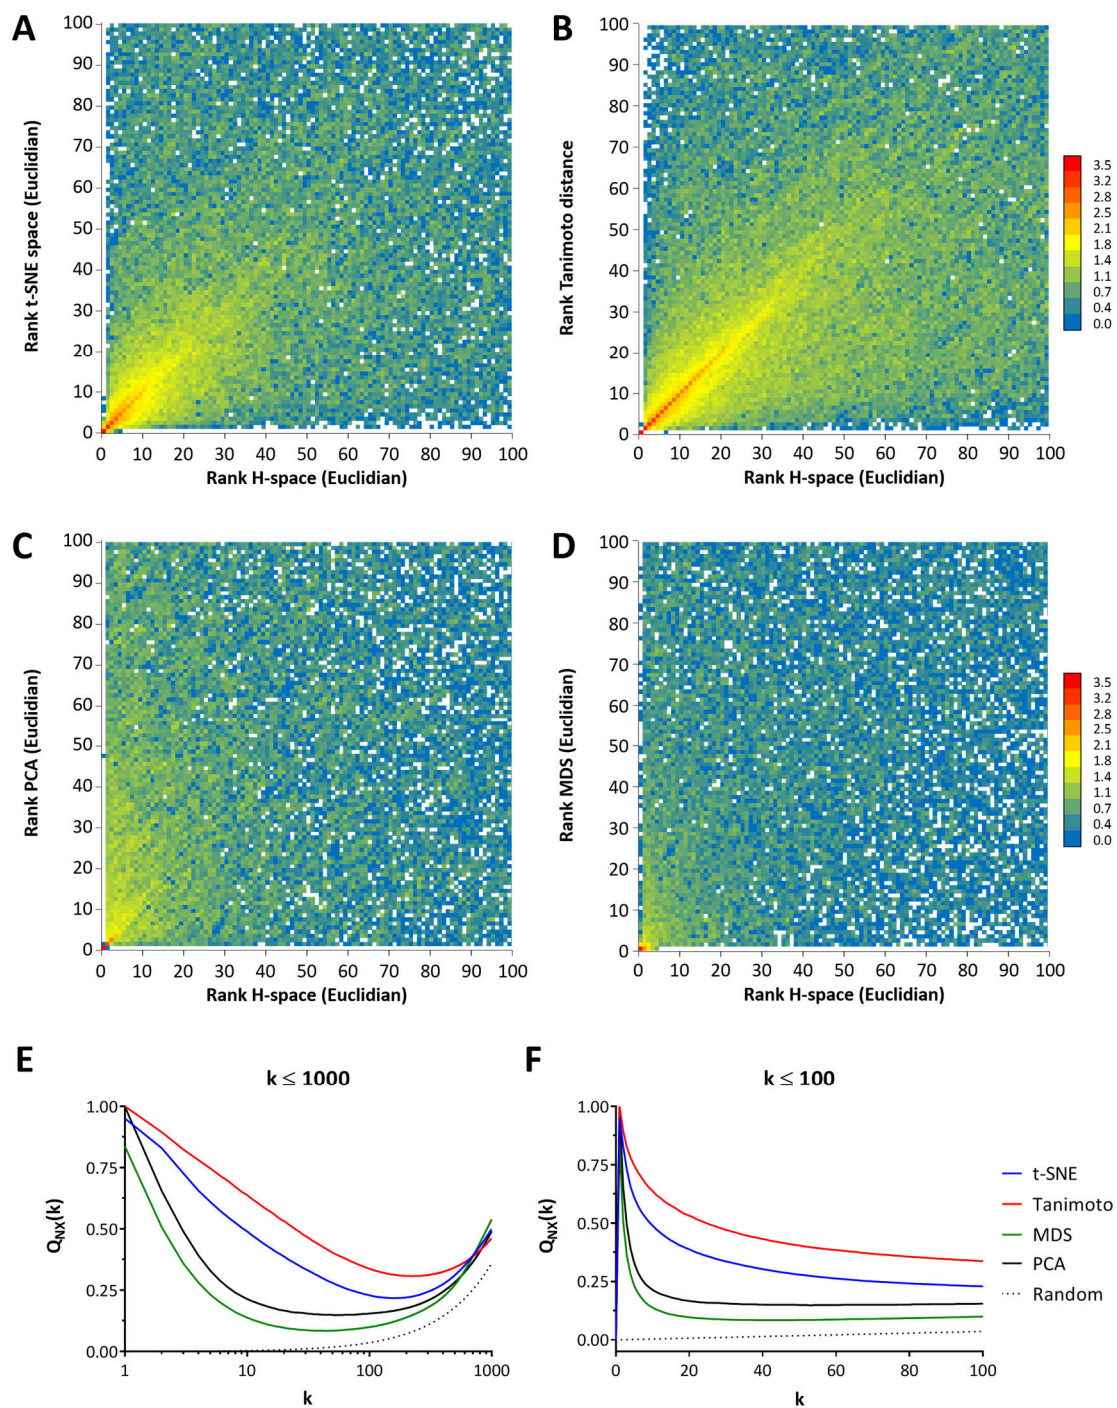 A
100
90
80
70
60
50
40
30
20
10
0
Rank t-SNE space (Euclidian)
0 10 20 30 40 50 60 70 80 90 100
Rank H-space (Euclidian)
B
100
90
80
70
60
50
40
30
20
10
0
Rank Tanimoto distance
0 10 20 30 40 50 60 70 80 90 100
Rank H-space (Euclidian)
3.5
3.2
2.8
2.5
2.1
1.8
1.4
1.1
0.7
0.4
0.0
C
100
90
80
70
60
50
40
30
20
10
0
Rank PCA (Euclidian)
0 10 20 30 40 50 60 70 80 90 100
Rank H-space (Euclidian)
D
100
90
80
70
60
50
40
30
20
10
0
Rank MDS (Euclidian)
0 10 20 30 40 50 60 70 80 90 100
Rank H-space (Euclidian)
3.5
3.2
2.8
2.5
2.1
1.8
1.4
1.1
0.7
0.4
0.0
E
k ≤ 1000
1.00
0.75
0.50
0.25
0.00
Q_NX(k)
1 10 100 1000
k
F
k ≤ 100
1.00
0.75
0.50
0.25
0.00
Q_NX(k)
0 20 40 60 80 100
k
t-SNE
Tanimoto
MDS
PCA
Random